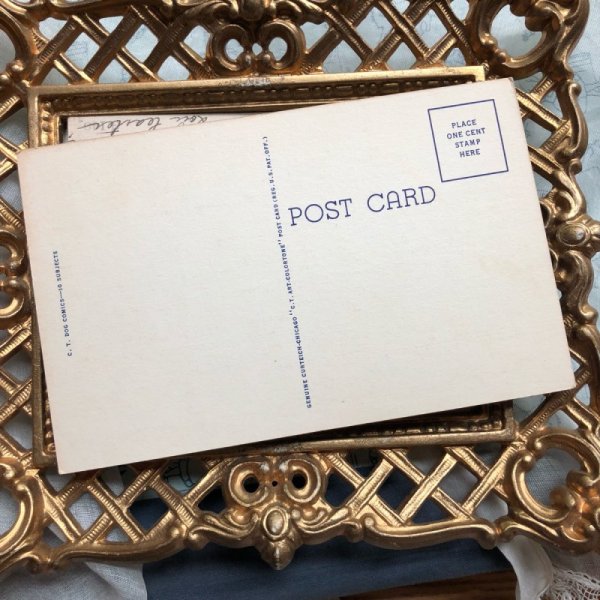 PLACE
ONE CENT
STAMP
HERE
POST CARD
C. T. DOG COMICS—10 SUBJECTS
GENUINE CURTEICH-CHICAGO "C.T. ART-COLORTONE" POST CARD (REG. U.S. PAT. OFF.)